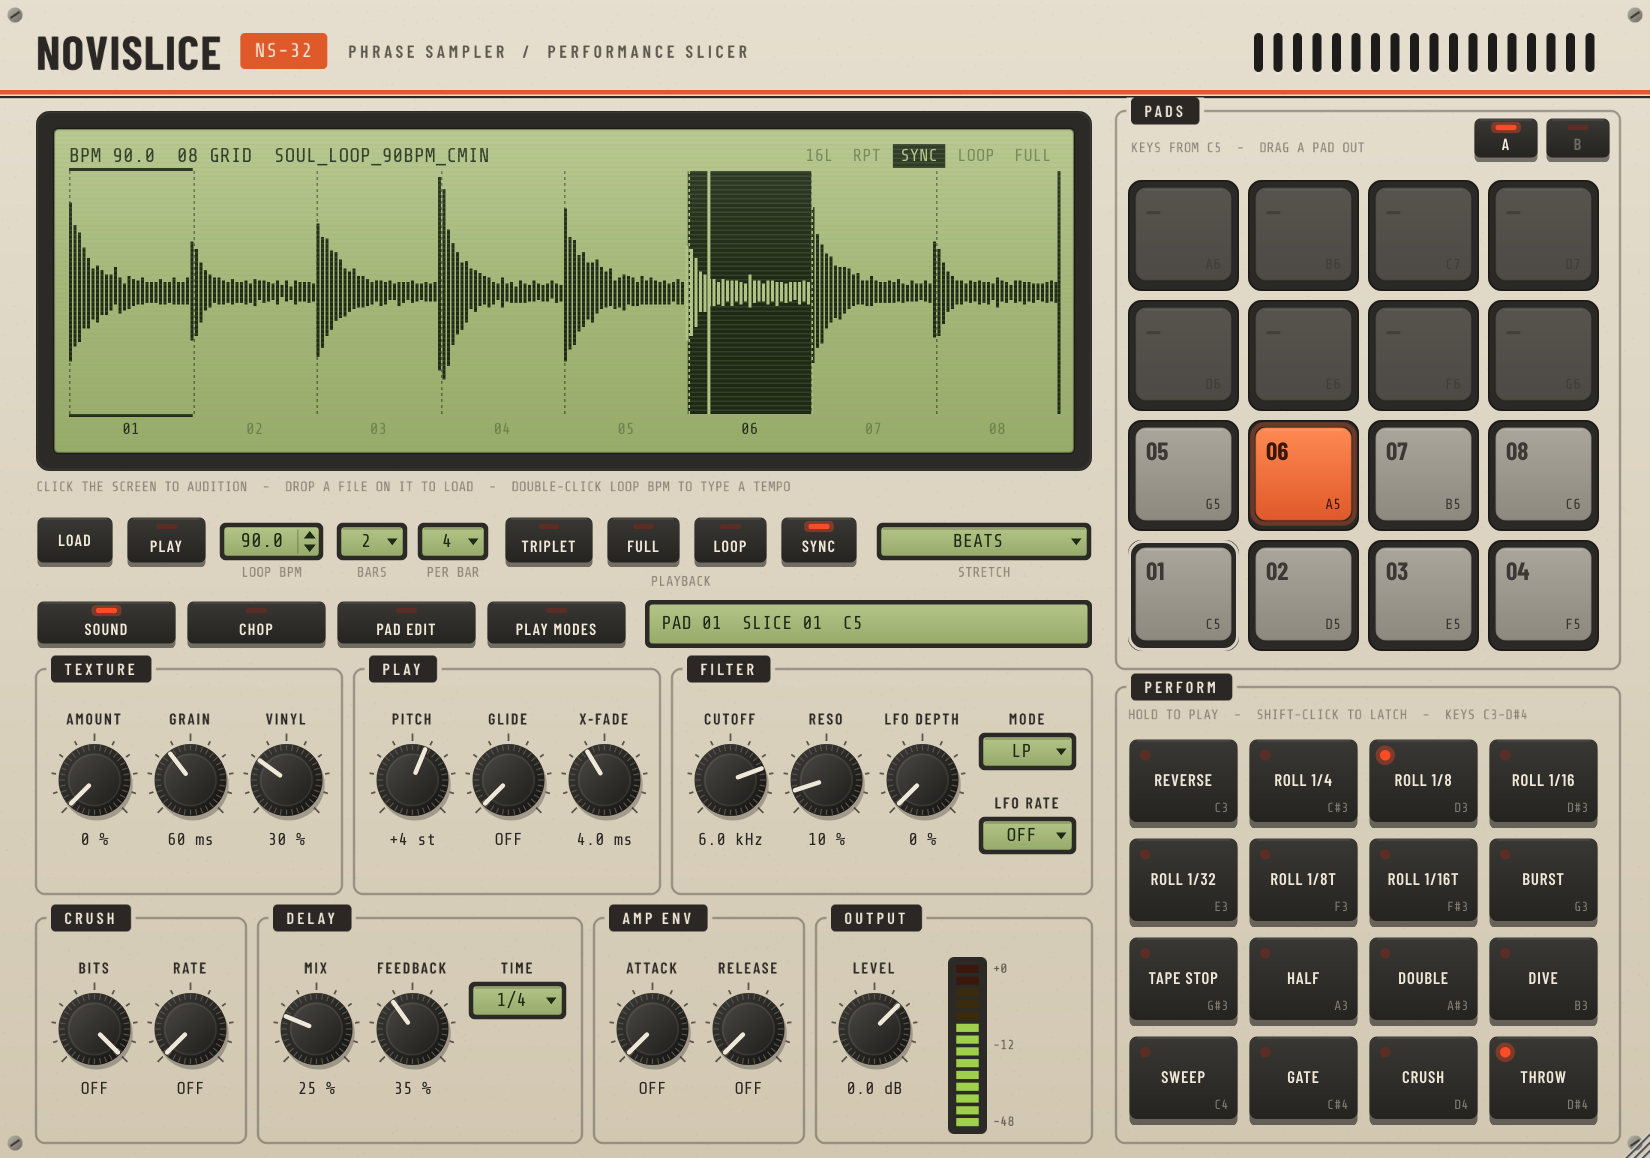 NOVISLICE NS-32 PHRASE SAMPLER / PERFORMANCE SLICER
BPM 90.0 08 GRID SOUL_LOOP_90BPM_CMIN 16L RPT SYNC LOOP FULL
01 02 03 04 05 06 07 08
CLICK THE SCREEN TO AUDITION - DROP A FILE ON IT TO LOAD - DOUBLE-CLICK LOOP BPM TO TYPE A TEMPO
LOAD PLAY 90.0 2 4 TRIPLET FULL LOOP SYNC BEATS
LOOP BPM BARS PER BAR PLAYBACK STRETCH
SOUND CHOP PAD EDIT PLAY MODES PAD 01 SLICE 01 C5
TEXTURE
AMOUNT GRAIN VINYL
0 % 60 ms 30 %
PLAY
PITCH GLIDE X-FADE
+4 st OFF 4.0 ms
FILTER
CUTOFF RESO LFO DEPTH MODE
LP
LFO RATE
OFF
6.0 kHz 10 % 0 %
CRUSH
BITS RATE
OFF OFF
DELAY
MIX FEEDBACK TIME
1/4
25 % 35 %
AMP ENV
ATTACK RELEASE
OFF OFF
OUTPUT
LEVEL
+0
-12
-48
0.0 dB
PADS
KEYS FROM C5 - DRAG A PAD OUT A B
A6 B6 C7 D7
D6 E6 F6 G6
05 06 07 08
G5 A5 B5 C6
01 02 03 04
C5 D5 E5 F5
PERFORM
HOLD TO PLAY - SHIFT-CLICK TO LATCH - KEYS C3-D#4
REVERSE ROLL 1/4 ROLL 1/8 ROLL 1/16
C3 C#3 D3 D#3
ROLL 1/32 ROLL 1/8T ROLL 1/16T BURST
E3 F3 F#3 G3
TAPE STOP HALF DOUBLE DIVE
G#3 A3 A#3 B3
SWEEP GATE CRUSH THROW
C4 C#4 D4 D#4